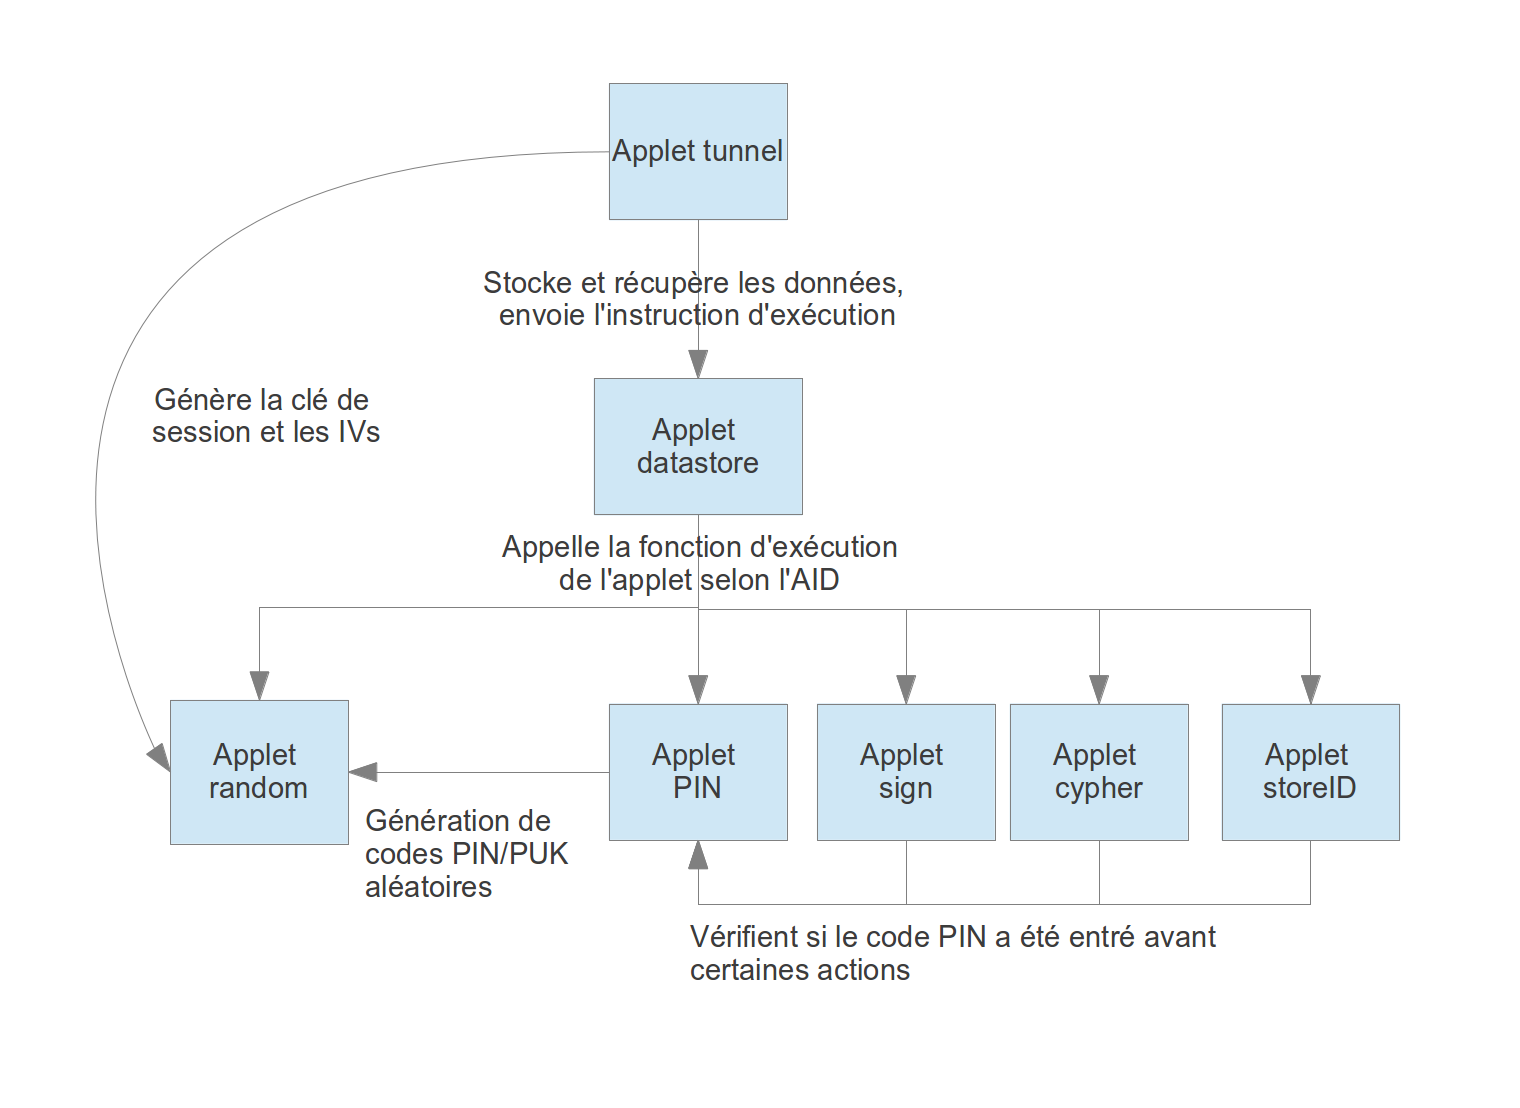 Applet tunnel
Stocke et récupère les données,
envoie l'instruction d'exécution
Génère la clé de
session et les IVs
Applet
datastore
Appelle la fonction d'exécution
de l'applet selon l'AID
Applet
random
Applet
PIN
Applet
sign
Applet
cypher
Applet
storeID
Génération de
codes PIN/PUK
aléatoires
Vérifient si le code PIN a été entré avant
certaines actions